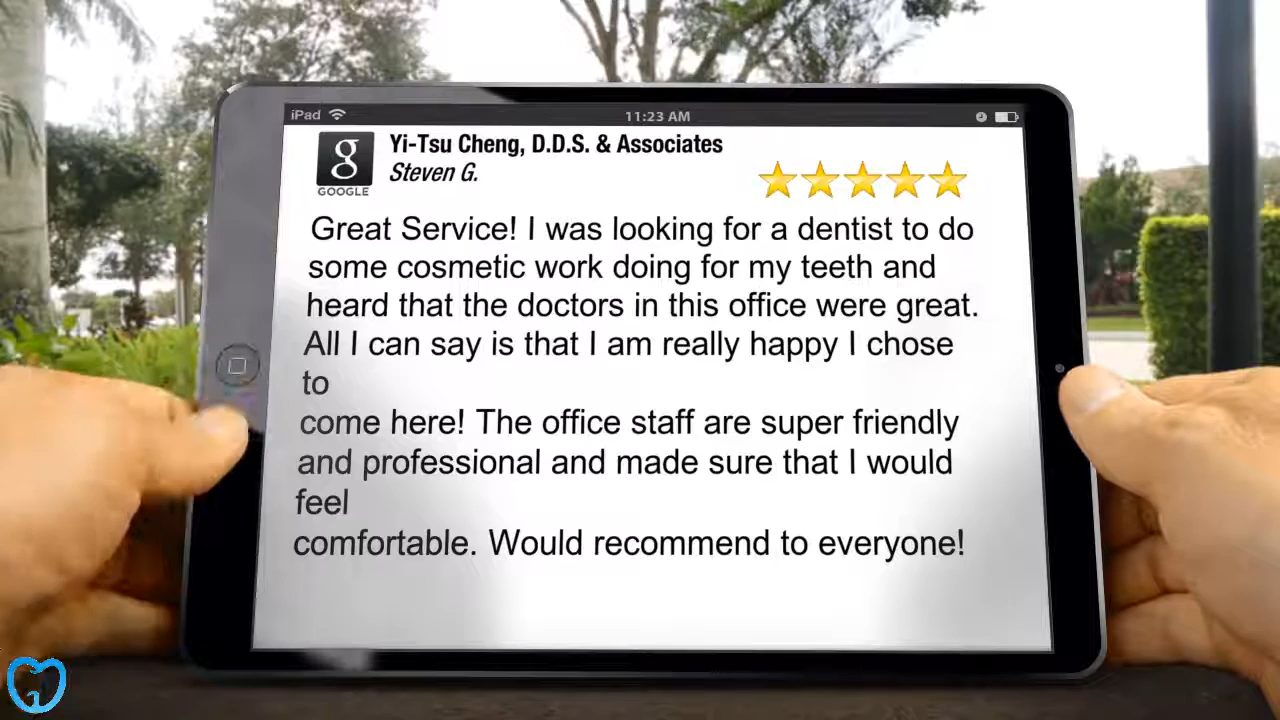 iPad
11:23 AM
g
GOOGLE
Yi-Tsu Cheng, D.D.S. & Associates
Steven G.
Great Service! I was looking for a dentist to do
some cosmetic work doing for my teeth and
heard that the doctors in this office were great.
All I can say is that I am really happy I chose
to
come here! The office staff are super friendly
and professional and made sure that I would
feel
comfortable. Would recommend to everyone!